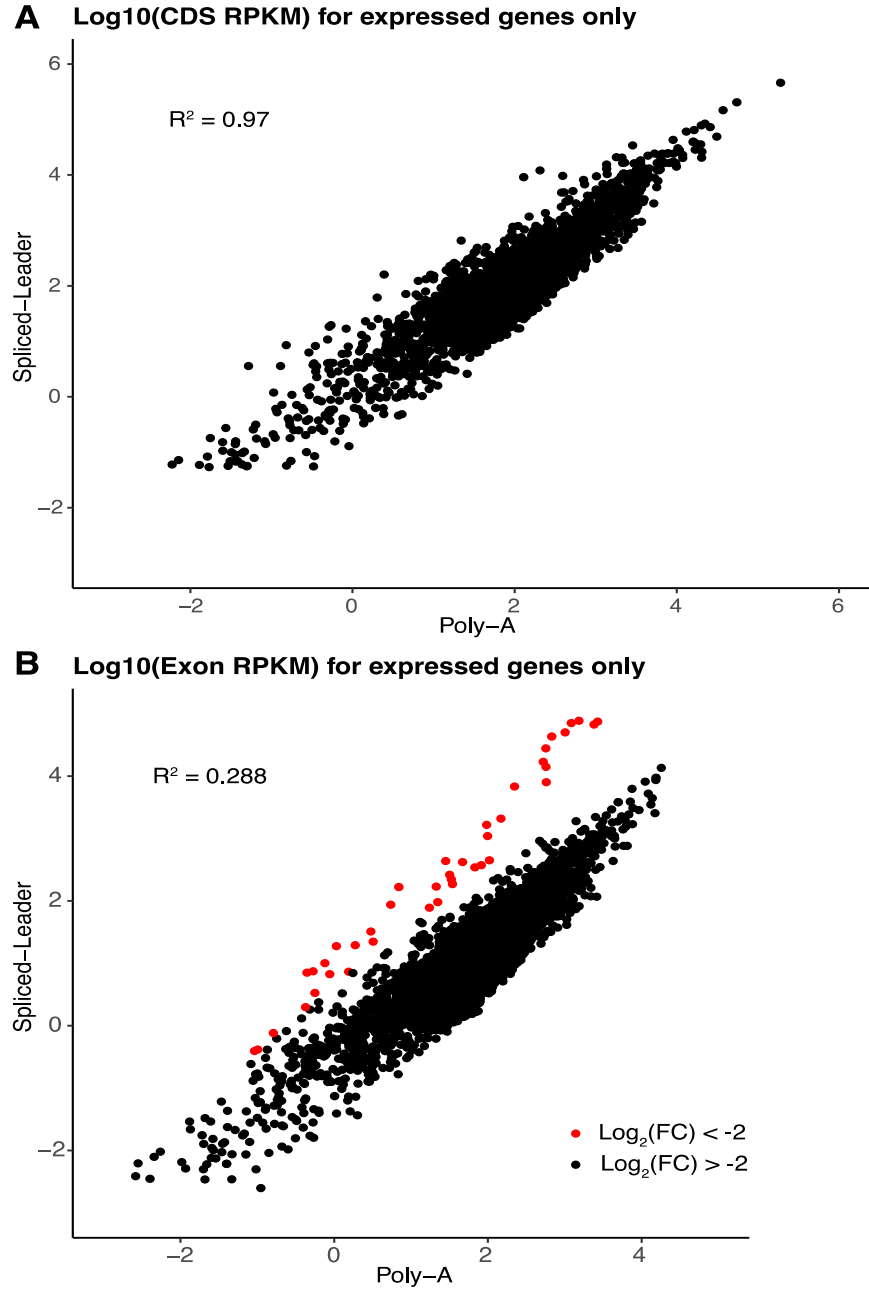 A Log10(CDS RPKM) for expressed genes only
R² = 0.97
6
4
2
0
−2
Spliced−Leader
−2 0 2 4 6
Poly−A
B Log10(Exon RPKM) for expressed genes only
R² = 0.288
4
2
0
−2
Spliced−Leader
Log₂(FC) < -2
Log₂(FC) > -2
−2 0 2 4
Poly−A